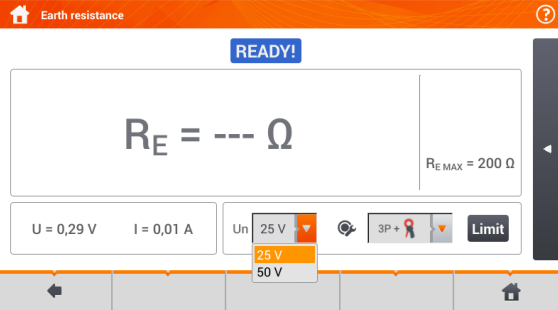 Earth resistance
?
READY!
RE = --- Ω
RE MAX = 200 Ω
U = 0,29 V I = 0,01 A
Un 25 V 3P + Limit
25 V
50 V